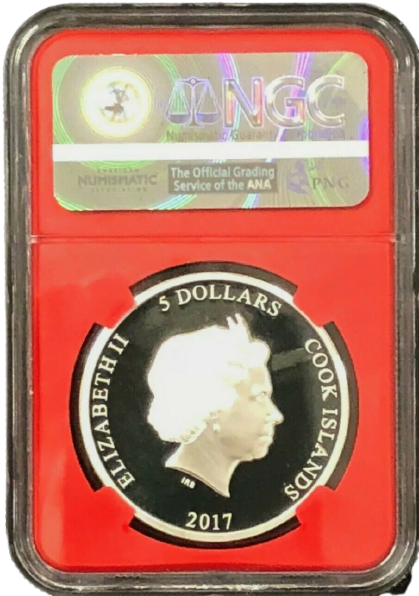 NGC
Numismatic Guaranty
AMERICAN
NUMISMATIC
ASSOCIATION
The Official Grading
Service of the ANA
PNG
5 DOLLARS
ELIZABETH II
COOK ISLANDS
IRB
2017